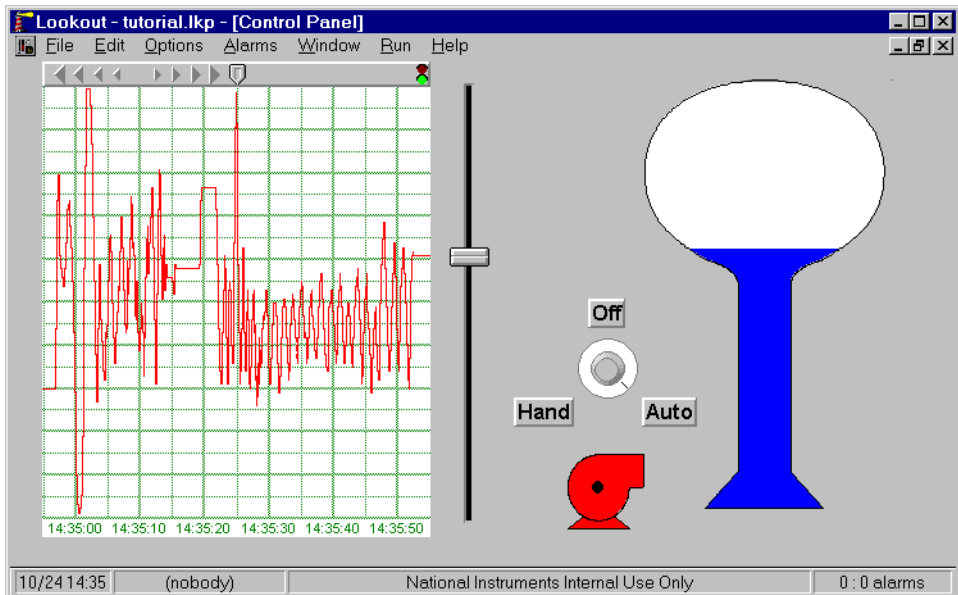 Lookout - tutorial.lkp - [Control Panel]
File Edit Options Alarms Window Run Help
Off
Hand
Auto
14:35:00 14:35:10 14:35:20 14:35:30 14:35:40 14:35:50
10/24 14:35 (nobody) National Instruments Internal Use Only 0 : 0 alarms